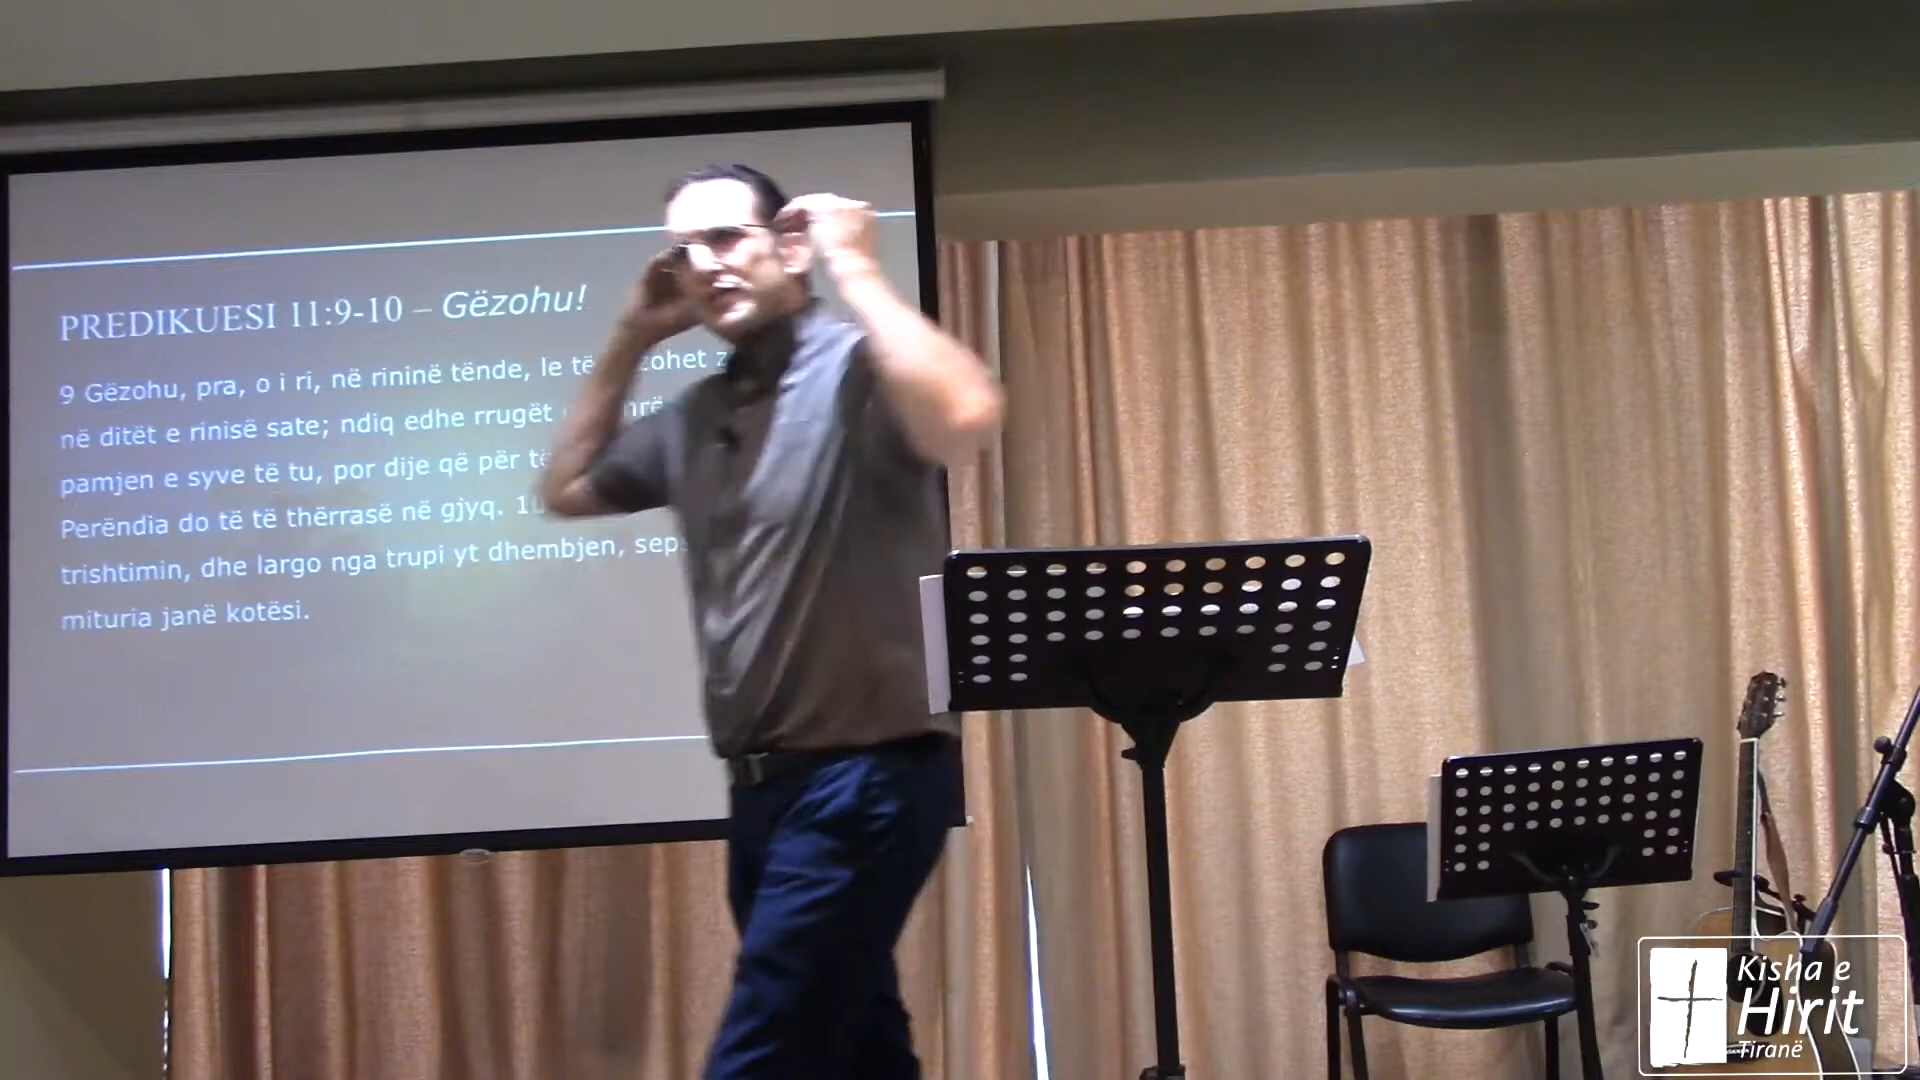 PREDIKUESI 11:9-10 – Gëzohu!
9 Gëzohu, pra, o i ri, në rininë tënde, le të
në ditët e rinisë sate; ndiq edhe rrugët
pamjen e syve të tu, por dije që për
Perëndia do të të thërrasë në gjyq.
trishtimin, dhe largo nga trupi yt dhembjen,
mituria janë kotësi.
Kisha e
Hirit
Tiranë